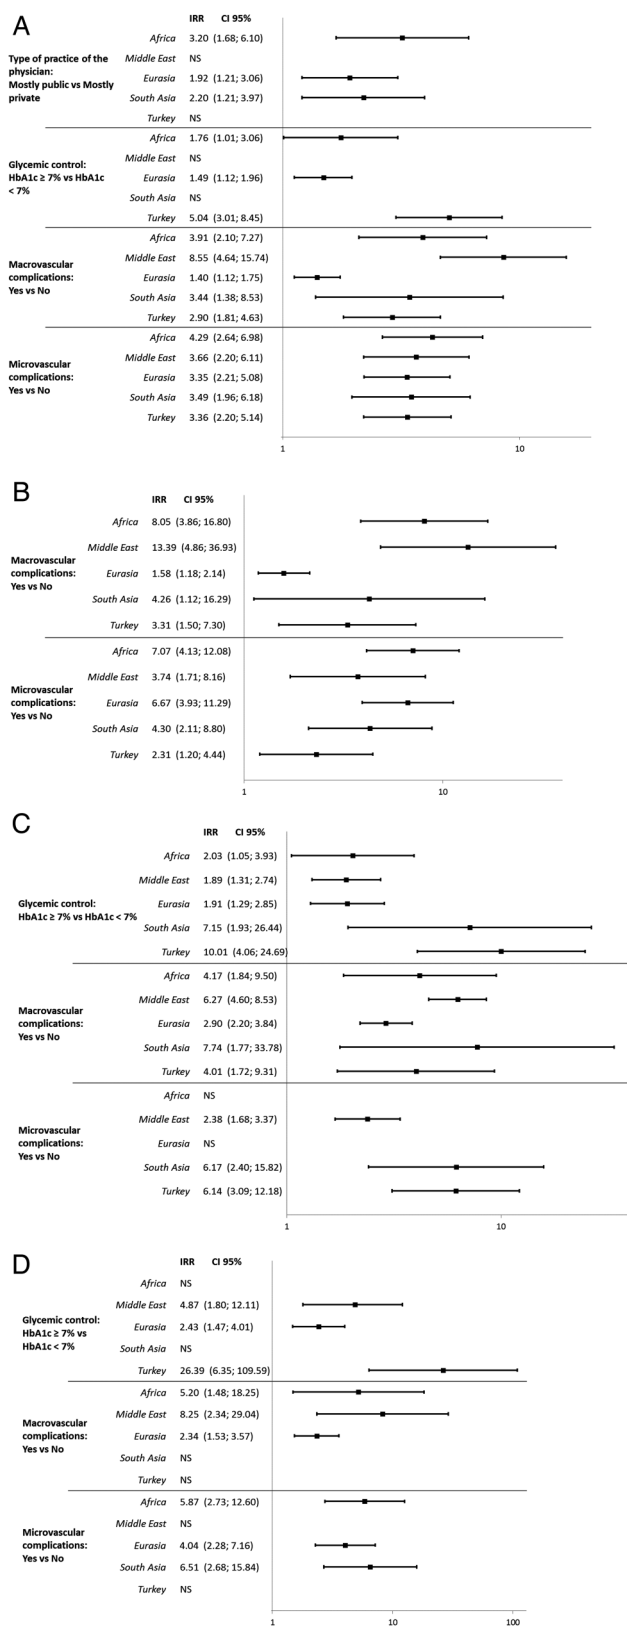 A
IRR CI 95%
Type of practice of the
physician:
Mostly public vs Mostly
private
Africa 3.20 (1.68; 6.10)
Middle East NS
Eurasia 1.92 (1.21; 3.06)
South Asia 2.20 (1.21; 3.97)
Turkey NS
Glycemic control:
HbA1c ≥ 7% vs HbA1c
< 7%
Africa 1.76 (1.01; 3.06)
Middle East NS
Eurasia 1.49 (1.12; 1.96)
South Asia NS
Turkey 5.04 (3.01; 8.45)
Macrovascular
complications:
Yes vs No
Africa 3.91 (2.10; 7.27)
Middle East 8.55 (4.64; 15.74)
Eurasia 1.40 (1.12; 1.75)
South Asia 3.44 (1.38; 8.53)
Turkey 2.90 (1.81; 4.63)
Microvascular
complications:
Yes vs No
Africa 4.29 (2.64; 6.98)
Middle East 3.66 (2.20; 6.11)
Eurasia 3.35 (2.21; 5.08)
South Asia 3.49 (1.96; 6.18)
Turkey 3.36 (2.20; 5.14)
1 10
B
IRR CI 95%
Macrovascular
complications:
Yes vs No
Africa 8.05 (3.86; 16.80)
Middle East 13.39 (4.86; 36.93)
Eurasia 1.58 (1.18; 2.14)
South Asia 4.26 (1.12; 16.29)
Turkey 3.31 (1.50; 7.30)
Microvascular
complications:
Yes vs No
Africa 7.07 (4.13; 12.08)
Middle East 3.74 (1.71; 8.16)
Eurasia 6.67 (3.93; 11.29)
South Asia 4.30 (2.11; 8.80)
Turkey 2.31 (1.20; 4.44)
1 10
C
IRR CI 95%
Glycemic control:
HbA1c ≥ 7% vs HbA1c < 7%
Africa 2.03 (1.05; 3.93)
Middle East 1.89 (1.31; 2.74)
Eurasia 1.91 (1.29; 2.85)
South Asia 7.15 (1.93; 26.44)
Turkey 10.01 (4.06; 24.69)
Macrovascular
complications:
Yes vs No
Africa 4.17 (1.84; 9.50)
Middle East 6.27 (4.60; 8.53)
Eurasia 2.90 (2.20; 3.84)
South Asia 7.74 (1.77; 33.78)
Turkey 4.01 (1.72; 9.31)
Microvascular
complications:
Yes vs No
Africa NS
Middle East 2.38 (1.68; 3.37)
Eurasia NS
South Asia 6.17 (2.40; 15.82)
Turkey 6.14 (3.09; 12.18)
1 10
D
IRR CI 95%
Glycemic control:
HbA1c ≥ 7% vs
HbA1c < 7%
Africa NS
Middle East 4.87 (1.80; 12.11)
Eurasia 2.43 (1.47; 4.01)
South Asia NS
Turkey 26.39 (6.35; 109.59)
Macrovascular
complications:
Yes vs No
Africa 5.20 (1.48; 18.25)
Middle East 8.25 (2.34; 29.04)
Eurasia 2.34 (1.53; 3.57)
South Asia NS
Turkey NS
Microvascular
complications:
Yes vs No
Africa 5.87 (2.73; 12.60)
Middle East NS
Eurasia 4.04 (2.28; 7.16)
South Asia 6.51 (2.68; 15.84)
Turkey NS
1 10 100